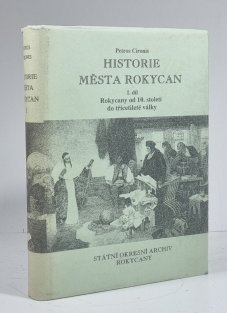 Petros Cironis
HISTORIE
MĚSTA ROKYCAN
I. díl
Rokycany od 10. století
do třicetileté války
STÁTNÍ OKRESNÍ ARCHIV
ROKYCANY